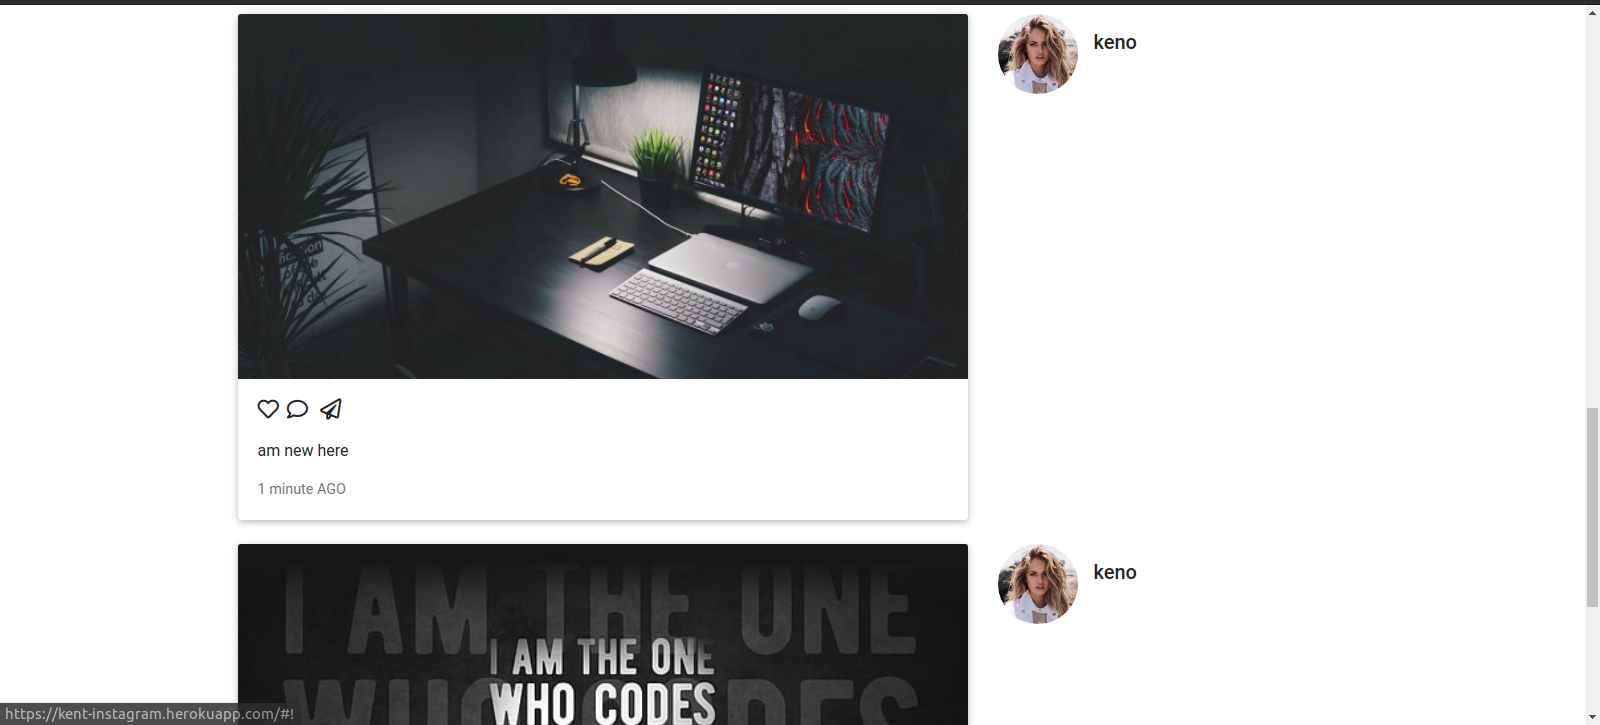 keno
am new here
1 minute AGO
keno
I AM THE ONE
I AM THE ONE
WHO CODES
https://kent-instagram.herokuapp.com/#!